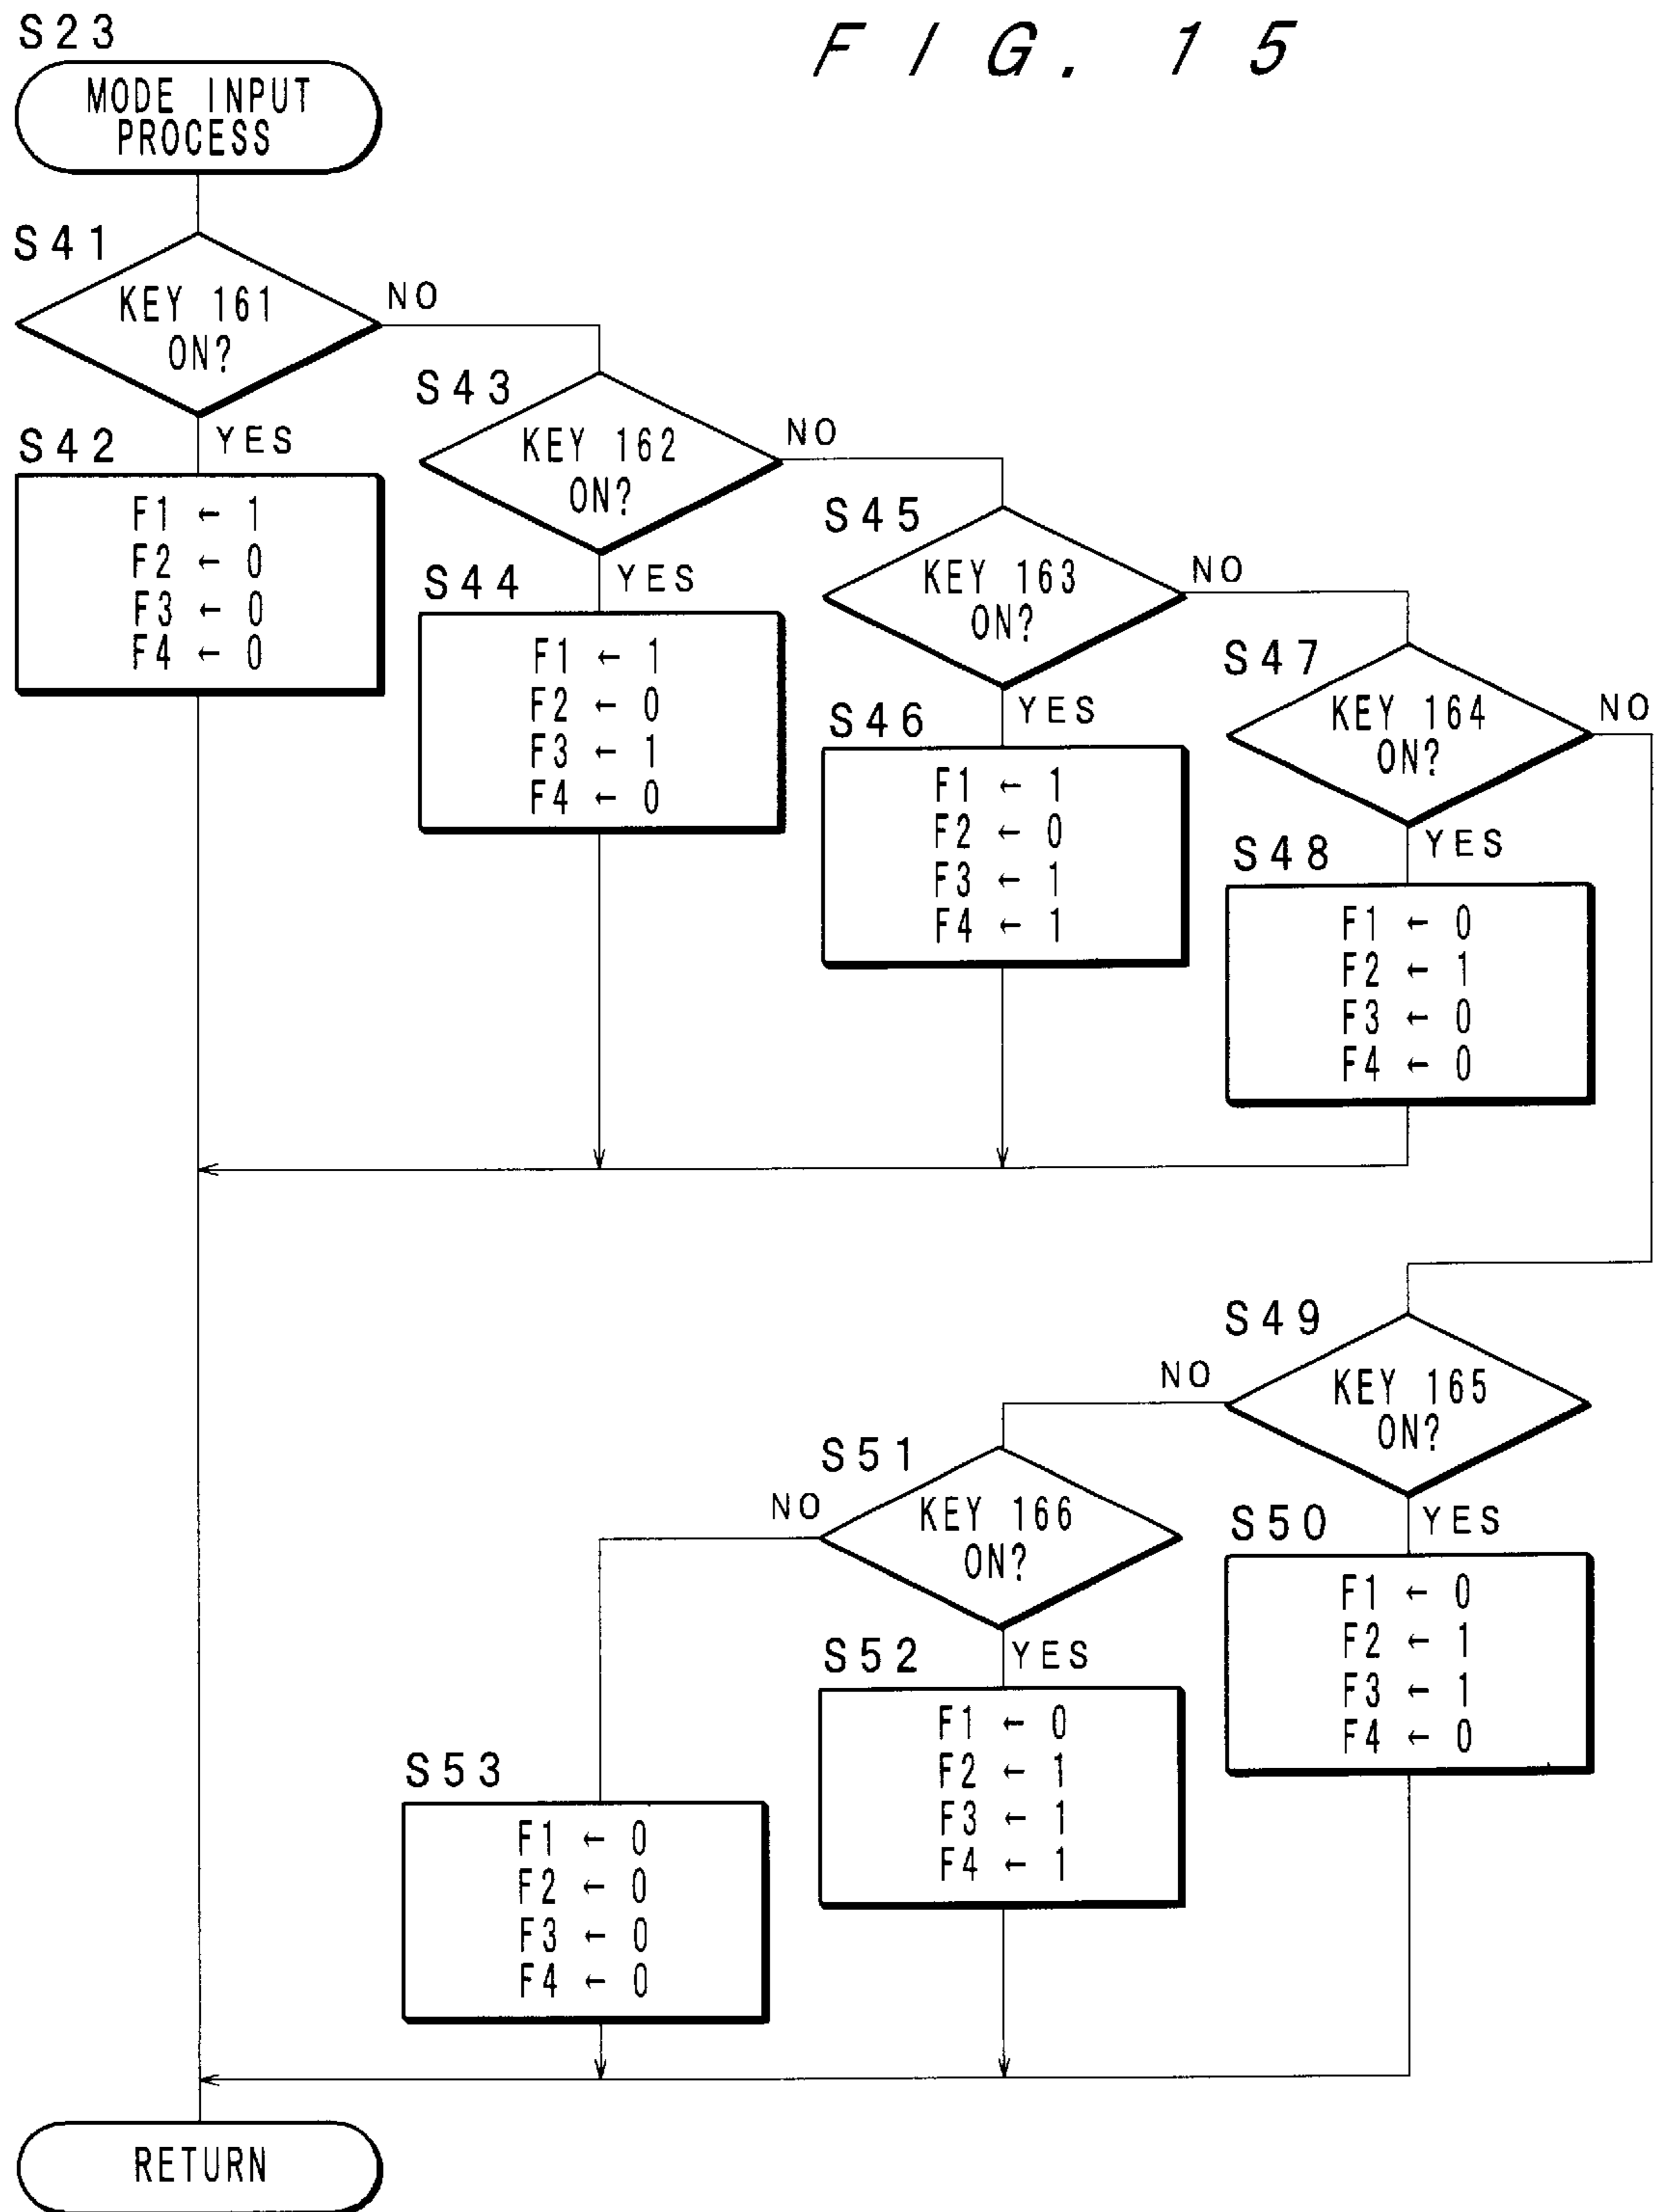 FIG. 15
S23
MODE INPUT
PROCESS
S41
KEY 161
ON?
NO
YES
S42
F1 ← 1
F2 ← 0
F3 ← 0
F4 ← 0
S43
KEY 162
ON?
NO
YES
S44
F1 ← 1
F2 ← 0
F3 ← 1
F4 ← 0
S45
KEY 163
ON?
NO
YES
S46
F1 ← 1
F2 ← 0
F3 ← 1
F4 ← 1
S47
KEY 164
ON?
NO
YES
S48
F1 ← 0
F2 ← 1
F3 ← 0
F4 ← 0
S49
KEY 165
ON?
NO
YES
S50
F1 ← 0
F2 ← 1
F3 ← 1
F4 ← 0
S51
KEY 166
ON?
NO
YES
S52
F1 ← 0
F2 ← 1
F3 ← 1
F4 ← 1
S53
F1 ← 0
F2 ← 0
F3 ← 0
F4 ← 0
RETURN